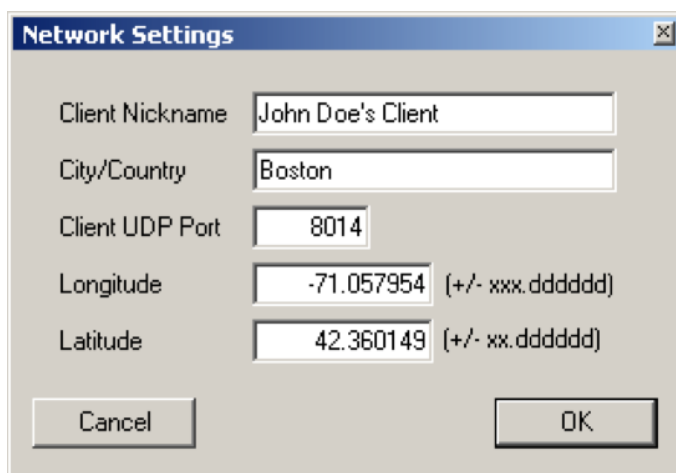 Network Settings
Client Nickname John Doe's Client
City/Country Boston
Client UDP Port 8014
Longitude -71.057954 (+/- xxx.dddddd)
Latitude 42.360149 (+/- xx.dddddd)
Cancel OK